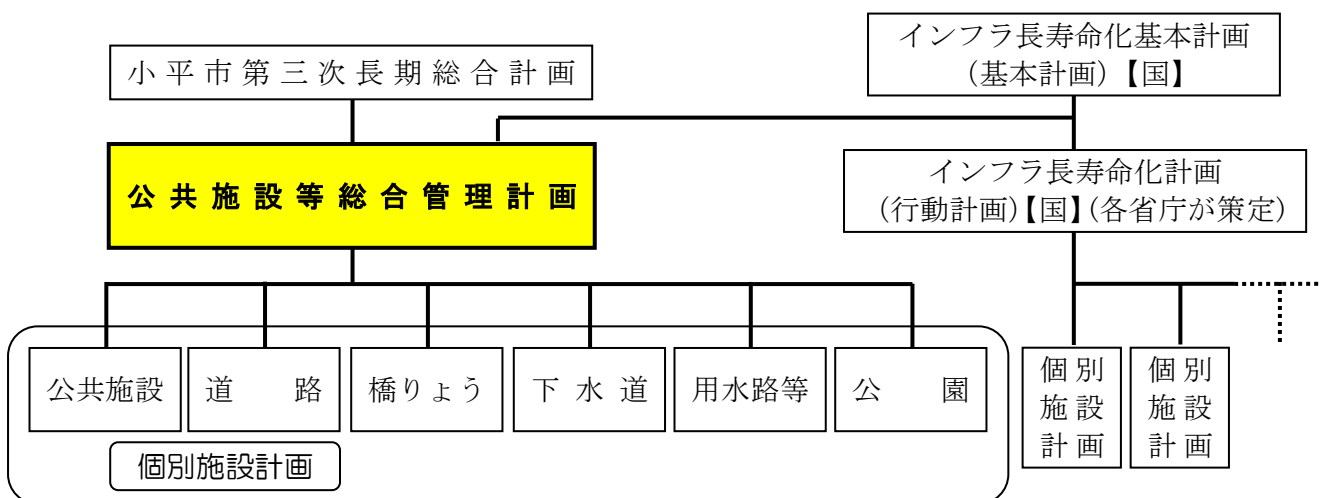 インフラ長寿命化基本計画
(基本計画)【国】
小平市第三次長期総合計画
公共施設等総合管理計画
インフラ長寿命化計画
(行動計画)【国】(各省庁が策定)
公共施設
道路
橋りょう
下水道
用水路等
公園
個別
施設
計画
個別
施設
計画
個別施設計画